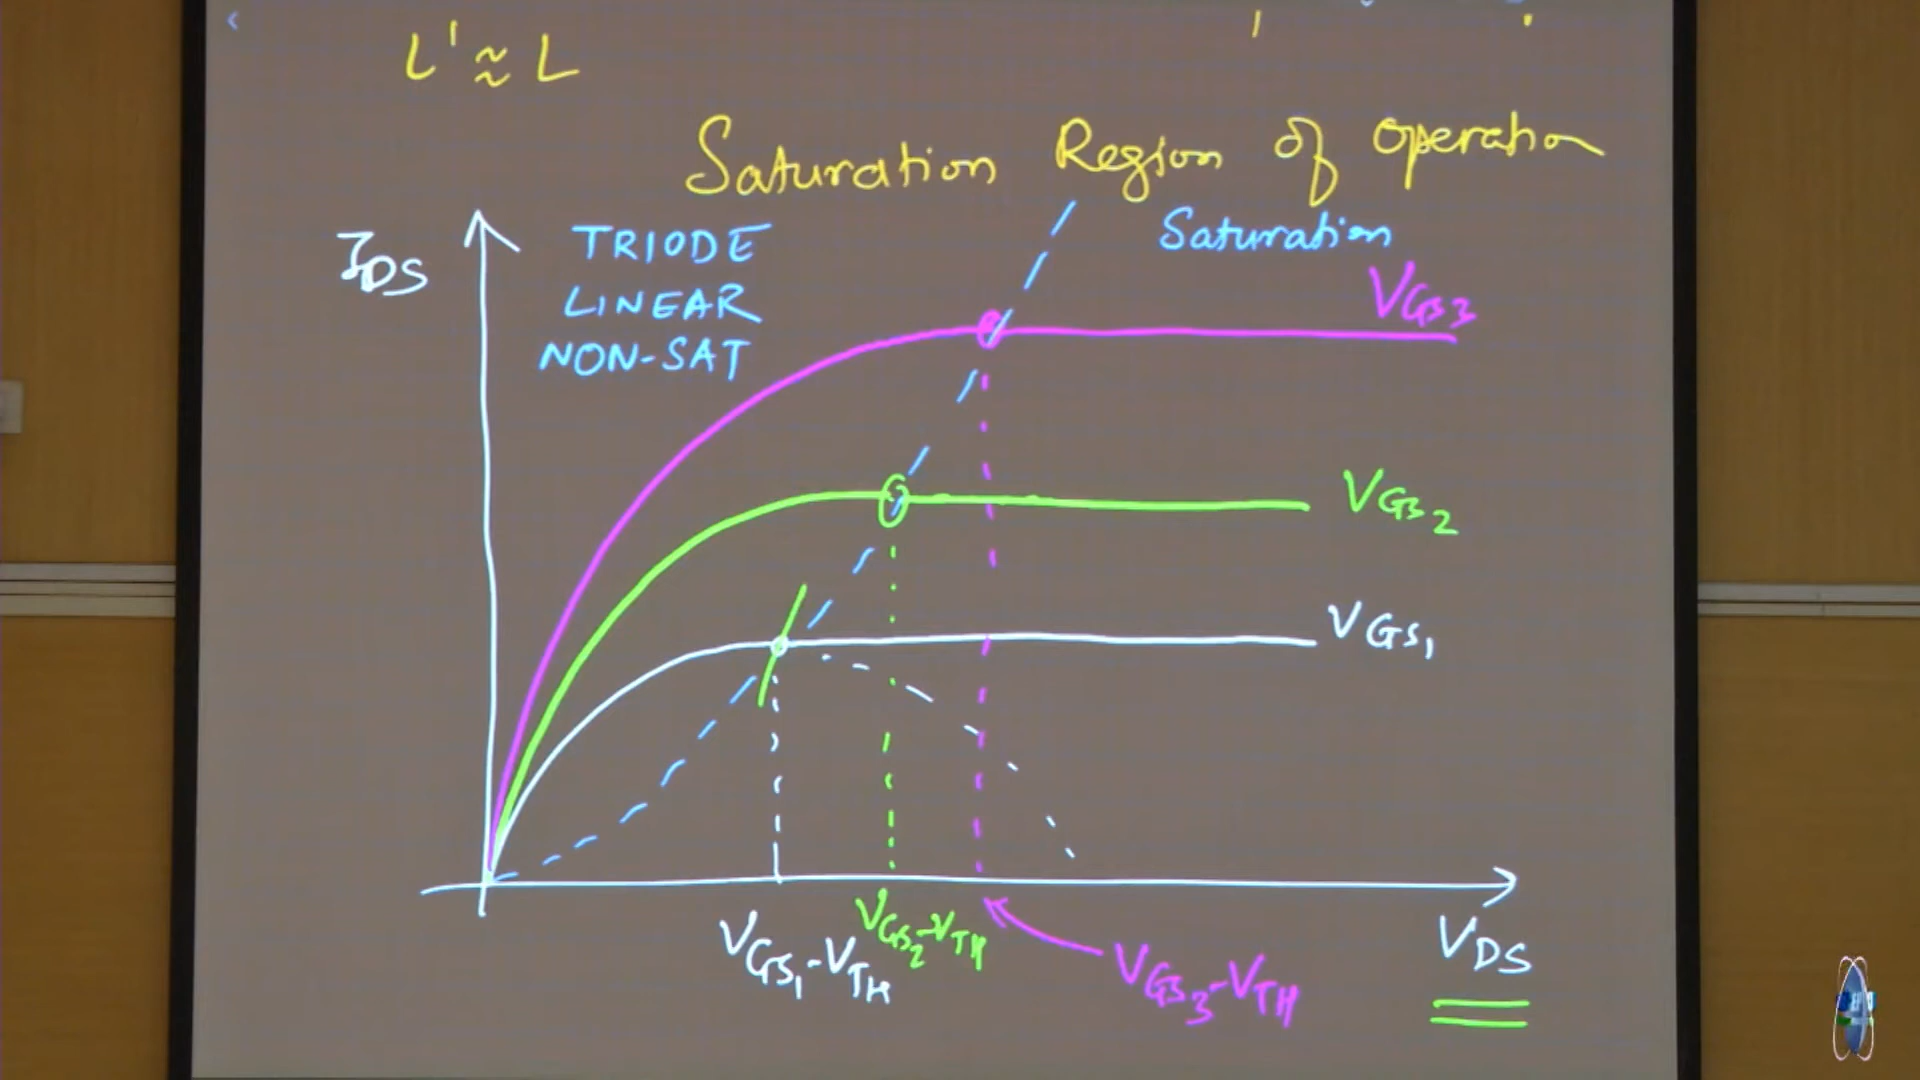 L' ≈ L
Saturation Region of operation
IDS
TRIODE
LINEAR
NON-SAT
Saturation
VGS3
VGS2
VGS1
VGS1-VTH
VGS2-VTH
VGS3-VTH
VDS